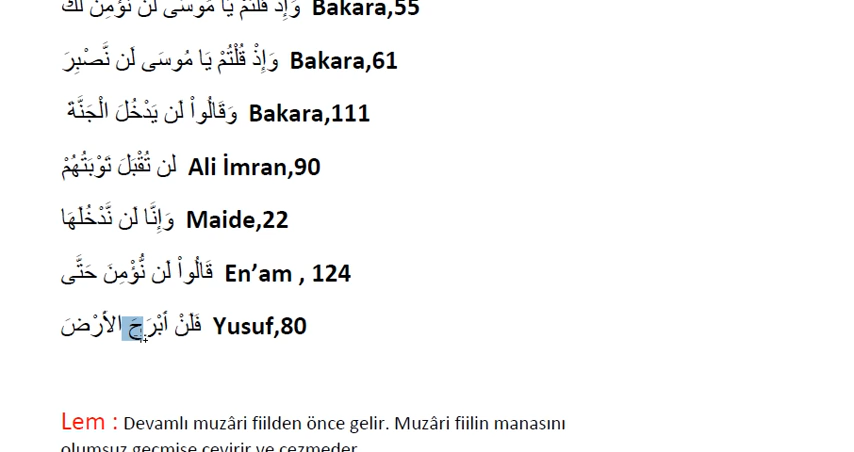 وَإِذْ قُلْتُمْ يَا مُوسَى لَن نُّؤْمِنَ لَكَ Bakara,55
وَإِذْ قُلْتُمْ يَا مُوسَى لَن نَّصْبِرَ Bakara,61
وَقَالُواْ لَن يَدْخُلَ الْجَنَّةَ Bakara,111
لَن تُقْبَلَ تَوْبَتُهُمْ Ali İmran,90
وَإِنَّا لَن نَّدْخُلَهَا Maide,22
قَالُواْ لَن نُّؤْمِنَ حَتَّى En’am , 124
فَلَنْ أَبْرَحَ الأَرْضَ Yusuf,80
Lem : Devamlı muzâri fiilden önce gelir. Muzâri fiilin manasını
olumsuz geçmişe çevirir ve cezmeder.